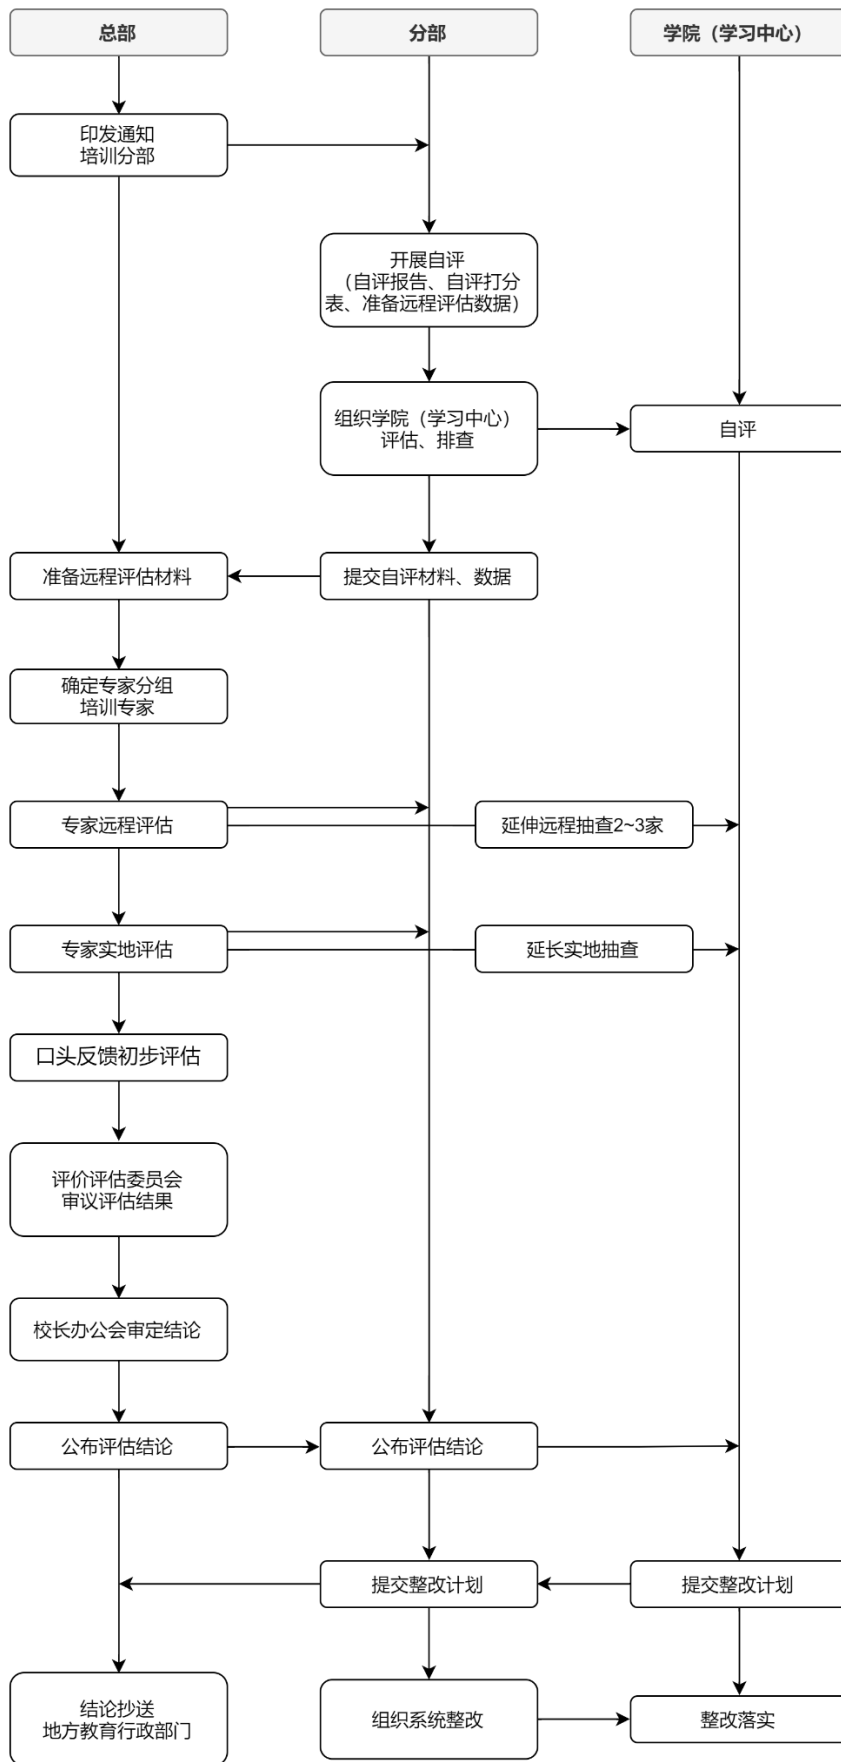 总部
分部
学院（学习中心）
印发通知
培训分部
开展自评
（自评报告、自评打分
表、准备远程评估数据）
组织学院（学习中心）
评估、排查
自评
准备远程评估材料
提交自评材料、数据
确定专家分组
培训专家
专家远程评估
延伸远程抽查2~3家
专家实地评估
延长实地抽查
口头反馈初步评估
评价评估委员会
审议评估结果
校长办公会审定结论
公布评估结论
公布评估结论
提交整改计划
提交整改计划
结论抄送
地方教育行政部门
组织系统整改
整改落实